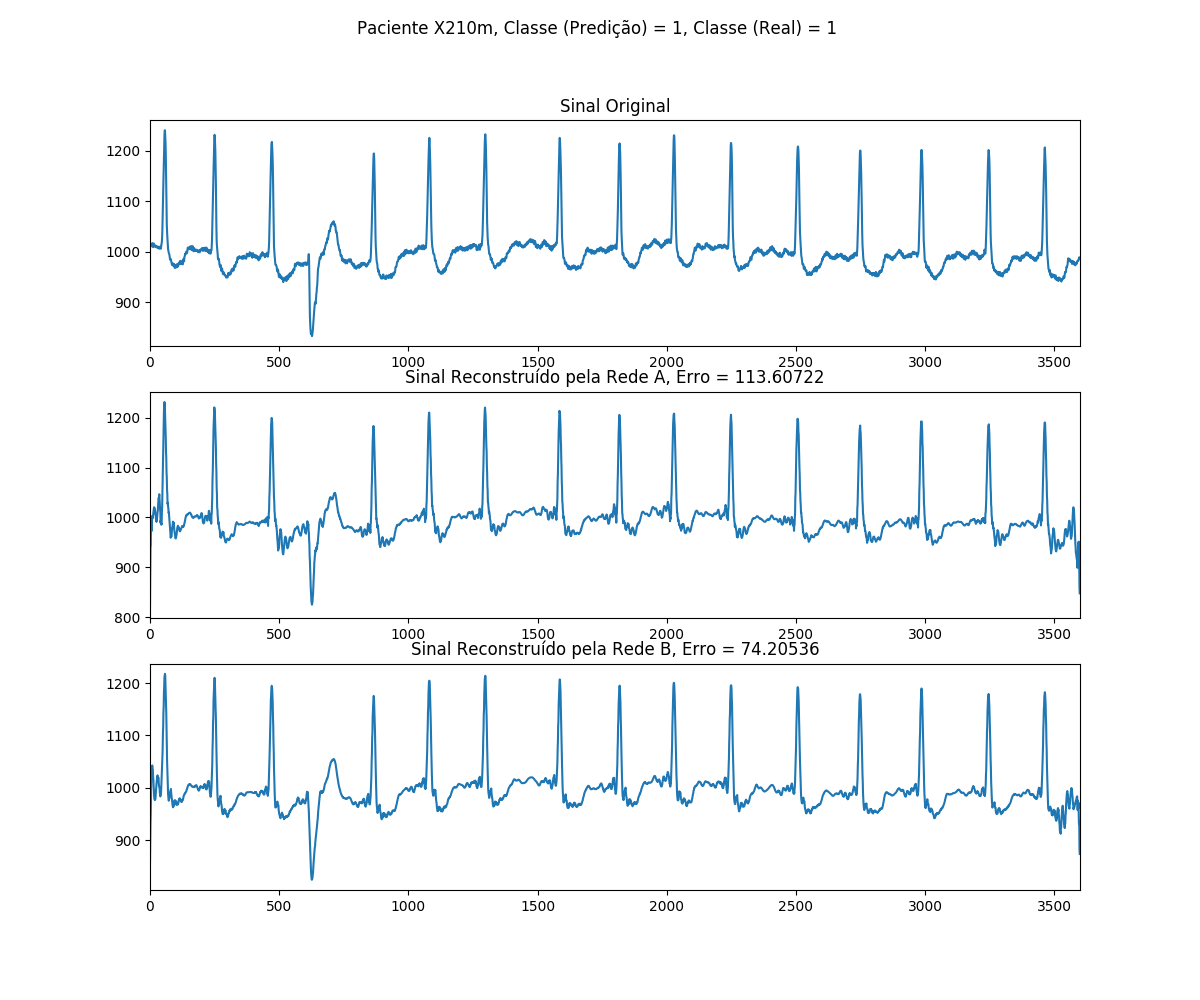 Paciente X210m, Classe (Predição) = 1, Classe (Real) = 1
Sinal Original
1200
1100
1000
900
0 500 1000 1500 2000 2500 3000 3500
Sinal Reconstruído pela Rede A, Erro = 113.60722
1200
1100
1000
900
800
0 500 1000 1500 2000 2500 3000 3500
Sinal Reconstruído pela Rede B, Erro = 74.20536
1200
1100
1000
900
0 500 1000 1500 2000 2500 3000 3500